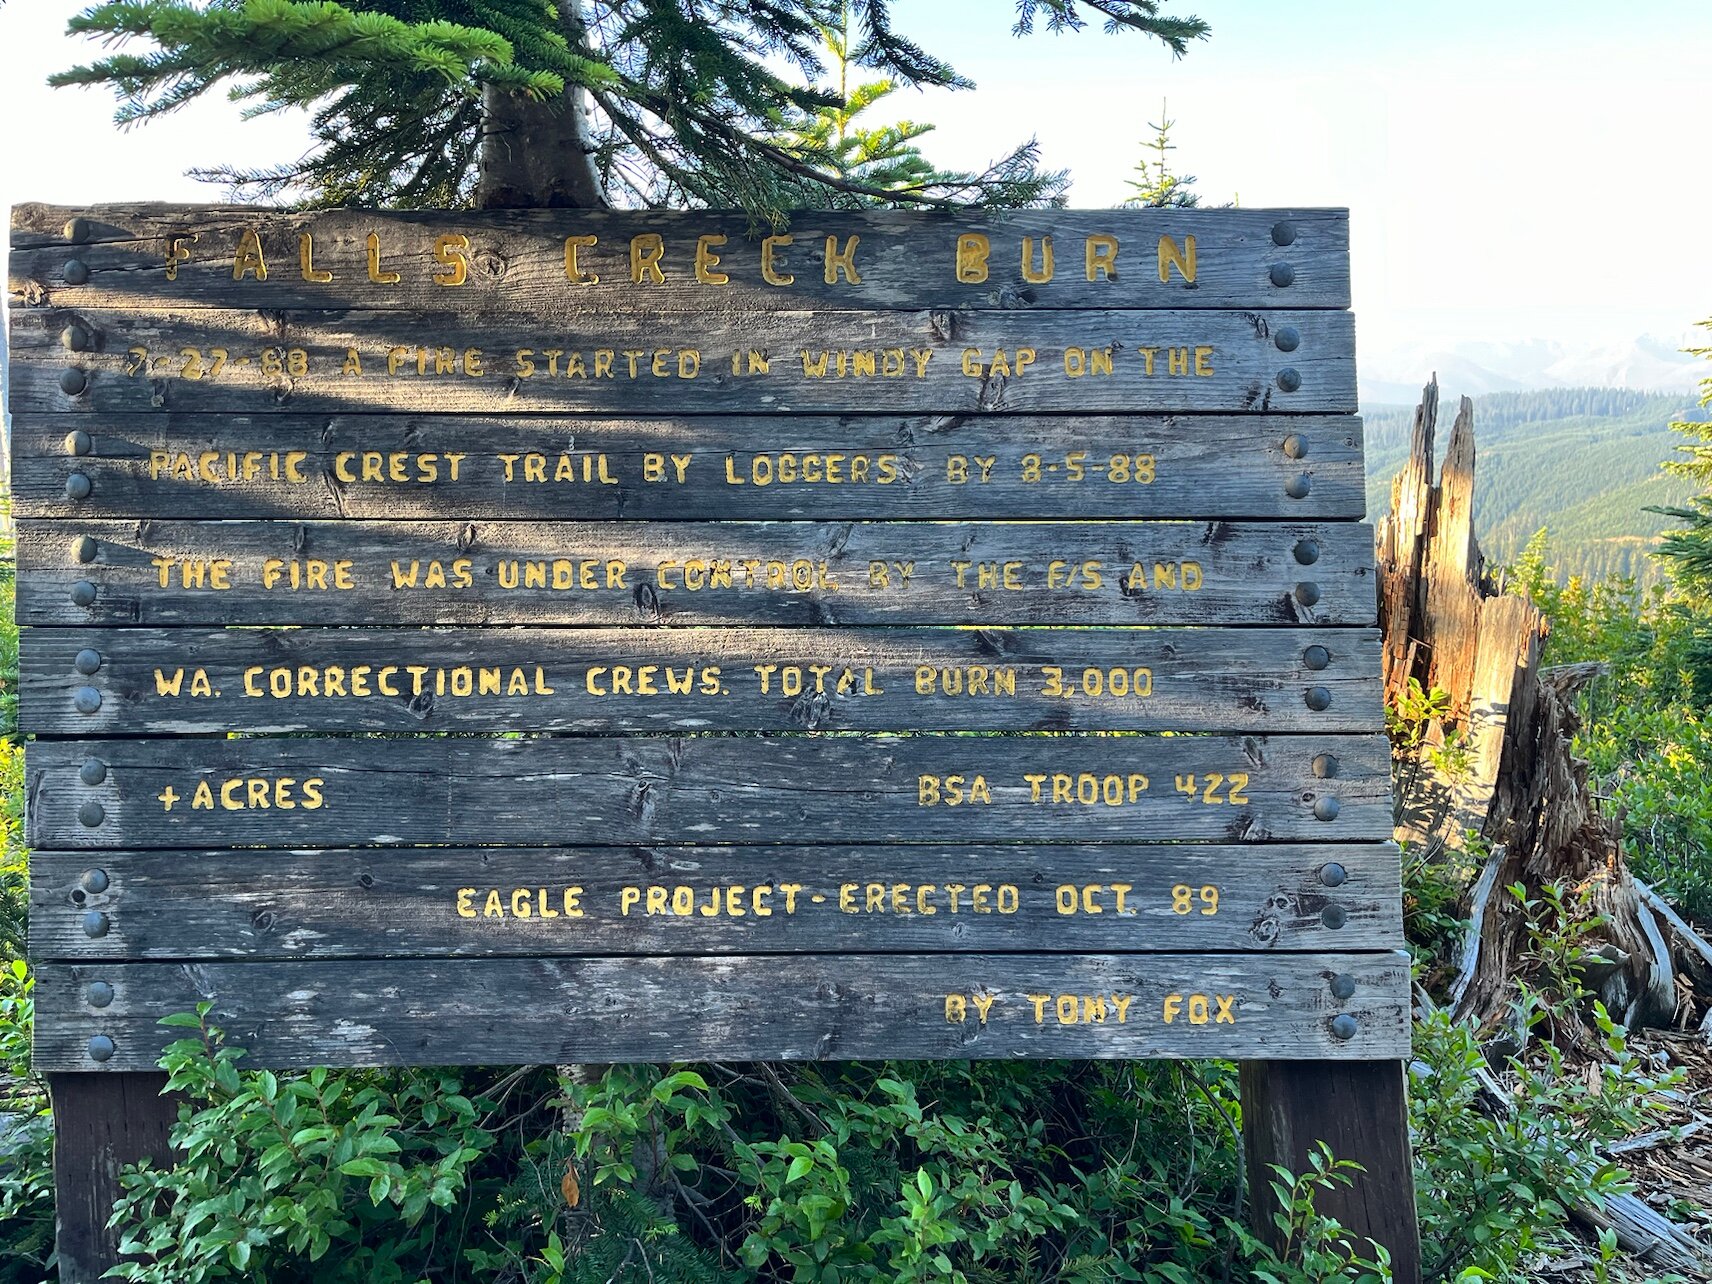 FALLS CREEK BURN
7-27-88 A FIRE STARTED IN WINDY GAP ON THE
PACIFIC CREST TRAIL BY LOGGERS BY 8-5-88
THE FIRE WAS UNDER CONTROL BY THE F/S AND
WA. CORRECTIONAL CREWS. TOTAL BURN 3,000
+ACRES. BSA TROOP 422
EAGLE PROJECT-ERECTED OCT. 89
BY TONY FOX